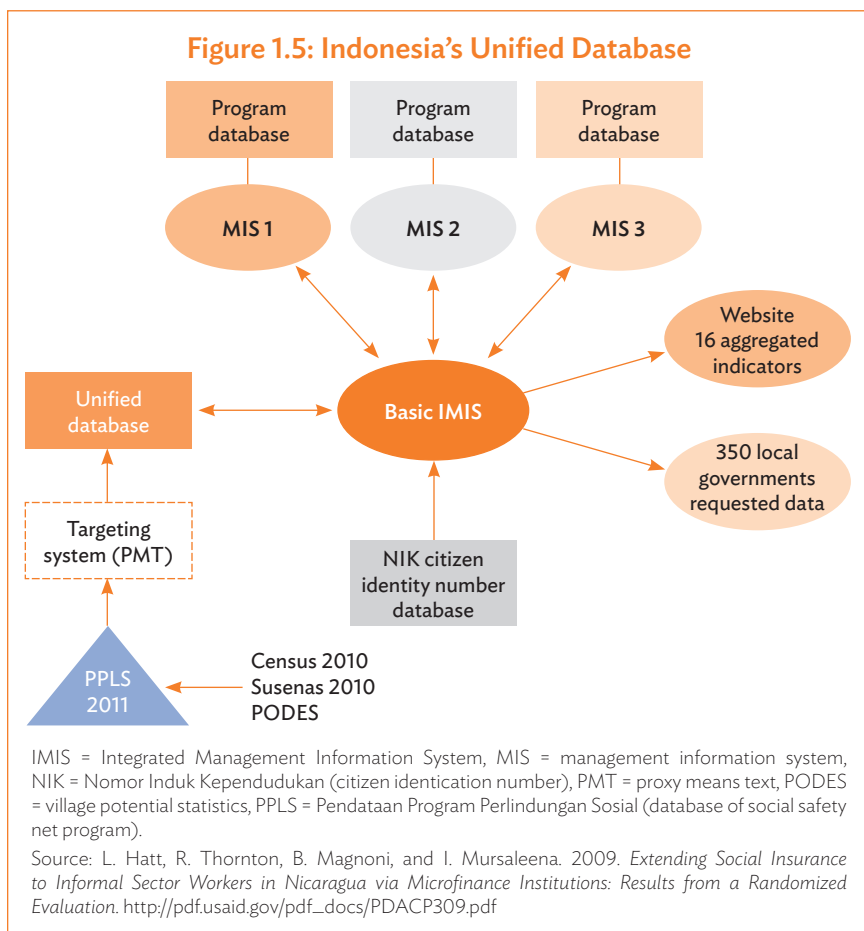 Figure 1.5: Indonesia's Unified Database
Program
database
Program
database
Program
database
MIS 1
MIS 2
MIS 3
Website
16 aggregated
indicators
Unified
database
Basic IMIS
350 local
governments
requested data
Targeting
system (PMT)
NIK citizen
identity number
database
PPLS
2011
Census 2010
Susenas 2010
PODES
IMIS = Integrated Management Information System, MIS = management information system,
NIK = Nomor Induk Kependudukan (citizen identication number), PMT = proxy means text, PODES
= village potential statistics, PPLS = Pendataan Program Perlindungan Sosial (database of social safety
net program).
Source: L. Hatt, R. Thornton, B. Magnoni, and I. Mursaleena. 2009. Extending Social Insurance
to Informal Sector Workers in Nicaragua via Microfinance Institutions: Results from a Randomized
Evaluation. http://pdf.usaid.gov/pdf_docs/PDACP309.pdf